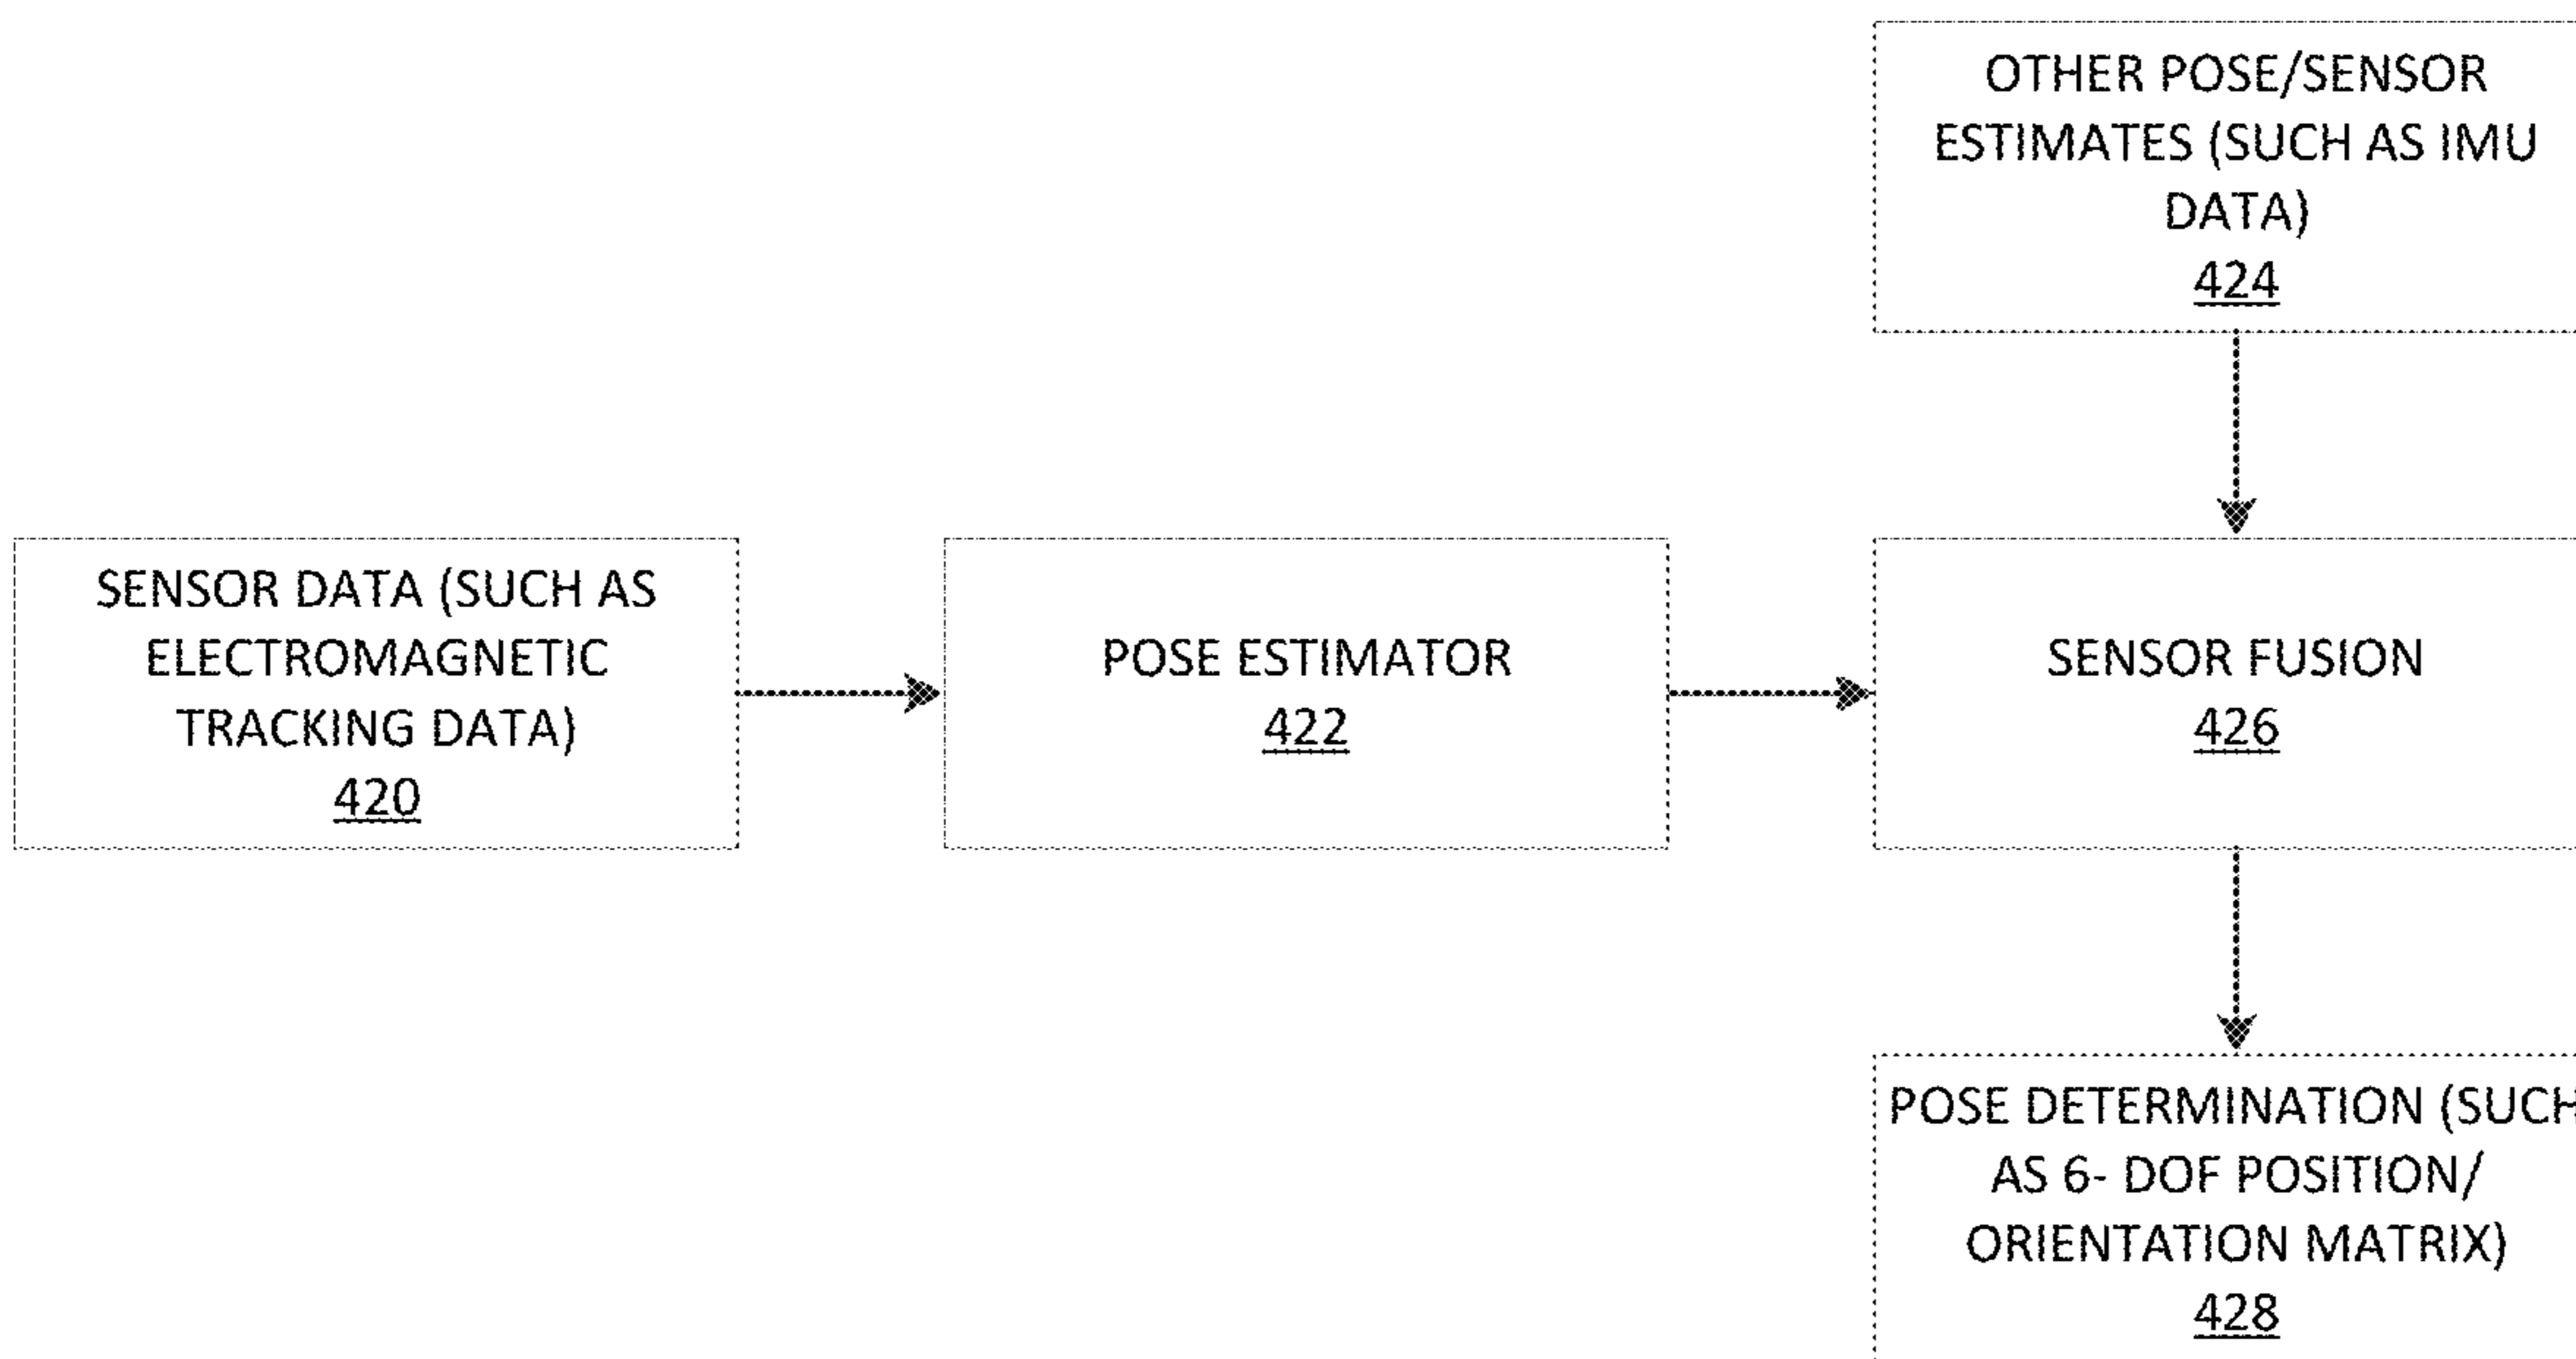 OTHER POSE/SENSOR
ESTIMATES (SUCH AS IMU
DATA)
424
SENSOR DATA (SUCH AS
ELECTROMAGNETIC
TRACKING DATA)
420
POSE ESTIMATOR
422
SENSOR FUSION
426
POSE DETERMINATION (SUCH
AS 6- DOF POSITION/
ORIENTATION MATRIX)
428